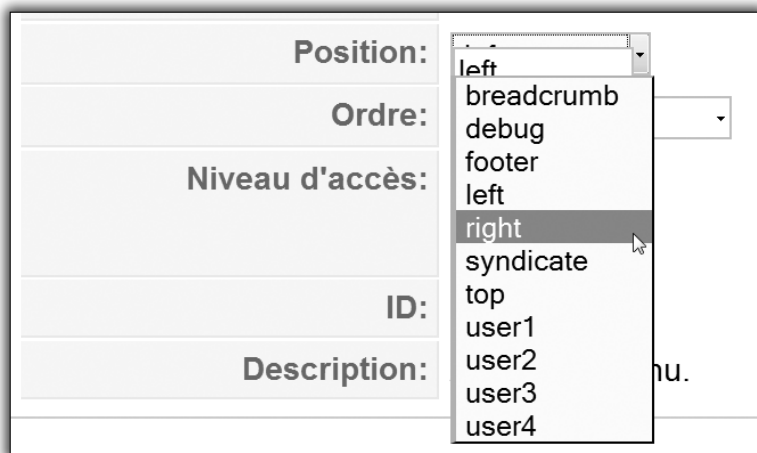 Position:
left
breadcrumb
debug
footer
left
right
syndicate
top
user1
user2
user3
user4
Ordre:
Niveau d'accès:
ID:
Description:
nu.